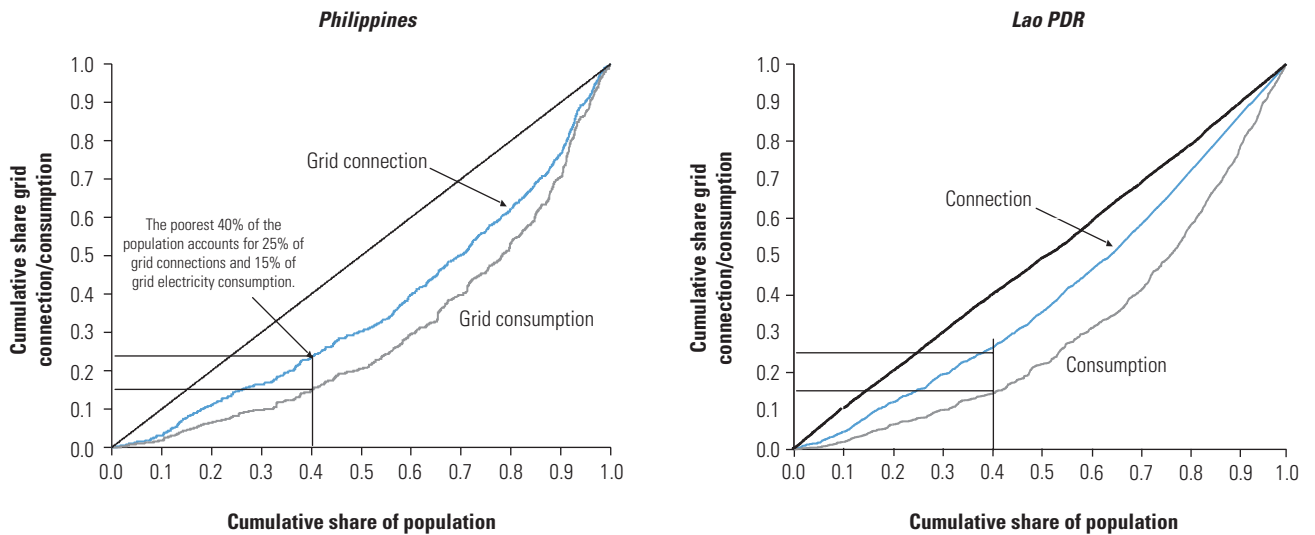 Philippines
1.0
0.9
0.8
0.7
0.6
0.5
0.4
0.3
0.2
0.1
0.0
Cumulative share grid
connection/consumption
Grid connection
The poorest 40% of the
population accounts for 25% of
grid connections and 15% of
grid electricity consumption.
Grid consumption
0.0 0.1 0.2 0.3 0.4 0.5 0.6 0.7 0.8 0.9 1.0
Cumulative share of population
Lao PDR
1.0
0.9
0.8
0.7
0.6
0.5
0.4
0.3
0.2
0.1
0.0
Cumulative share grid
connection/consumption
Connection
Consumption
0.0 0.1 0.2 0.3 0.4 0.5 0.6 0.7 0.8 0.9 1.0
Cumulative share of population